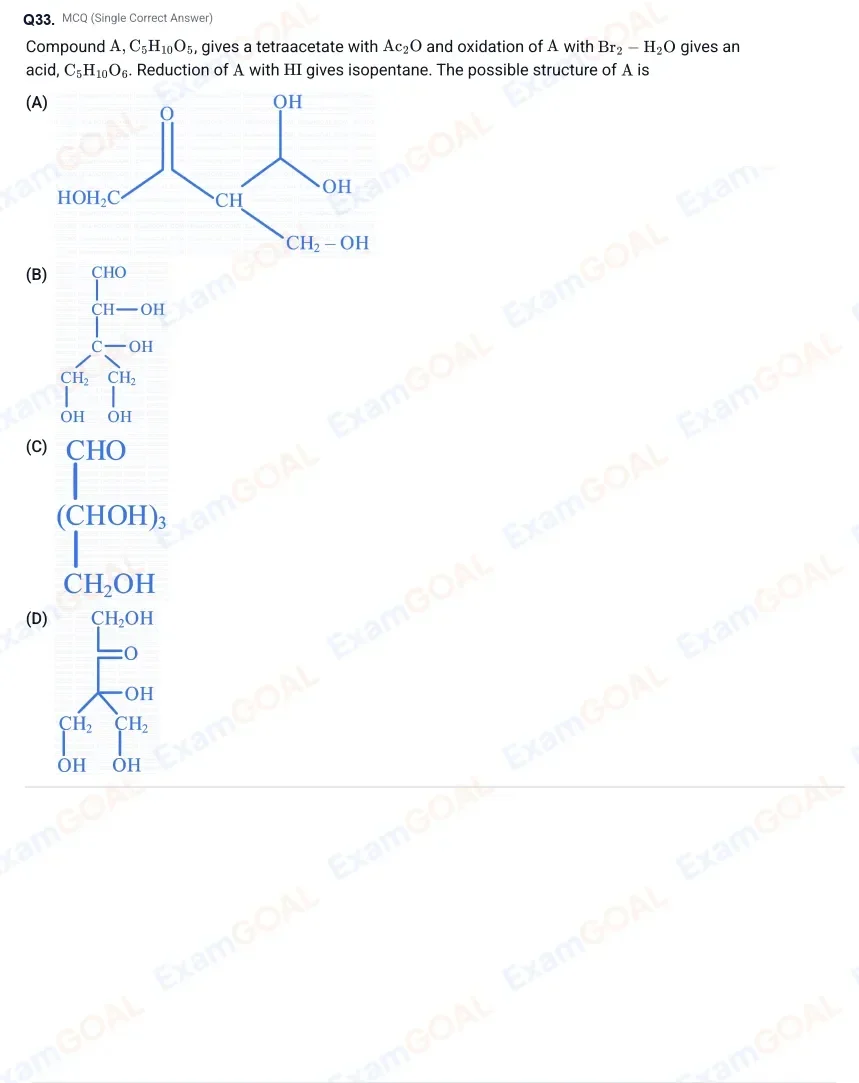 Q33. MCQ (Single Correct Answer)
Compound A, C₅H₁₀O₅, gives a tetraacetate with Ac₂O and oxidation of A with Br₂ − H₂O gives an
acid, C₅H₁₀O₆. Reduction of A with HI gives isopentane. The possible structure of A is
(A)
O
OH
HOH₂C
CH
OH
CH₂ – OH
(B)
CHO
CH—OH
C—OH
CH₂ CH₂
OH OH
(C)
CHO
(CHOH)₃
CH₂OH
(D)
CH₂OH
O
OH
CH₂ CH₂
OH OH
ExamGOAL